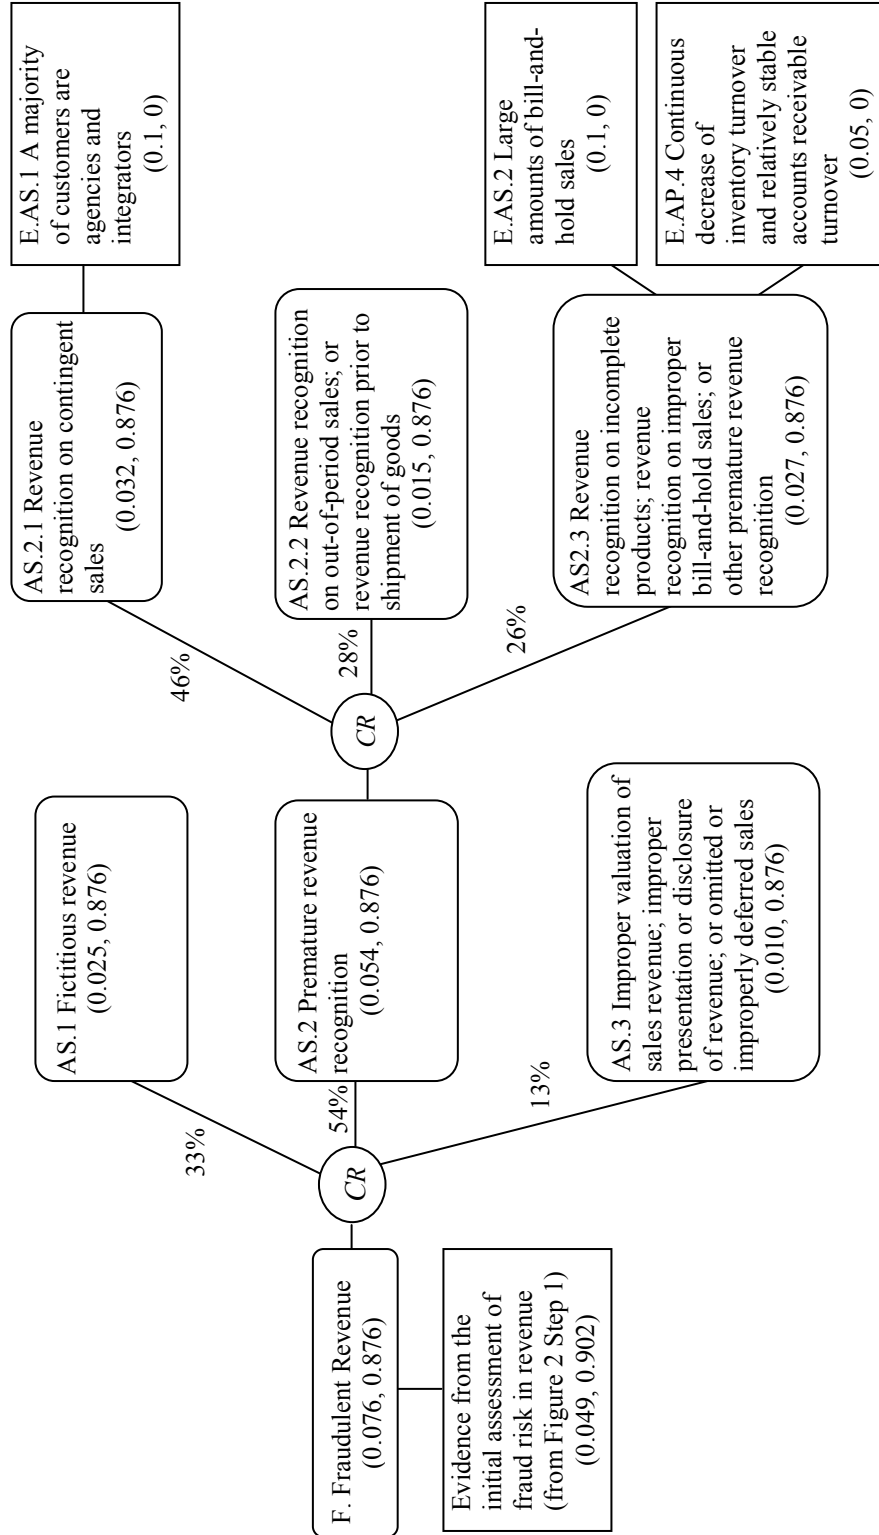 F. Fraudulent Revenue
(0.076, 0.876)
Evidence from the
initial assessment of
fraud risk in revenue
(from Figure 2 Step 1)
(0.049, 0.902)
CR
33%
54%
13%
AS.1 Fictitious revenue
(0.025, 0.876)
AS.2 Premature revenue
recognition
(0.054, 0.876)
AS.3 Improper valuation of
sales revenue; improper
presentation or disclosure
of revenue; or omitted or
improperly deferred sales
(0.010, 0.876)
CR
46%
28%
26%
AS.2.1 Revenue
recognition on contingent
sales
(0.032, 0.876)
AS.2.2 Revenue recognition
on out-of-period sales; or
revenue recognition prior to
shipment of goods
(0.015, 0.876)
AS2.3 Revenue
recognition on incomplete
products; revenue
recognition on improper
bill-and-hold sales; or
other premature revenue
recognition
(0.027, 0.876)
E.AS.1 A majority
of customers are
agencies and
integrators
(0.1, 0)
E.AS.2 Large
amounts of bill-and-
hold sales
(0.1, 0)
E.AP.4 Continuous
decrease of
inventory turnover
and relatively stable
accounts receivable
turnover
(0.05, 0)